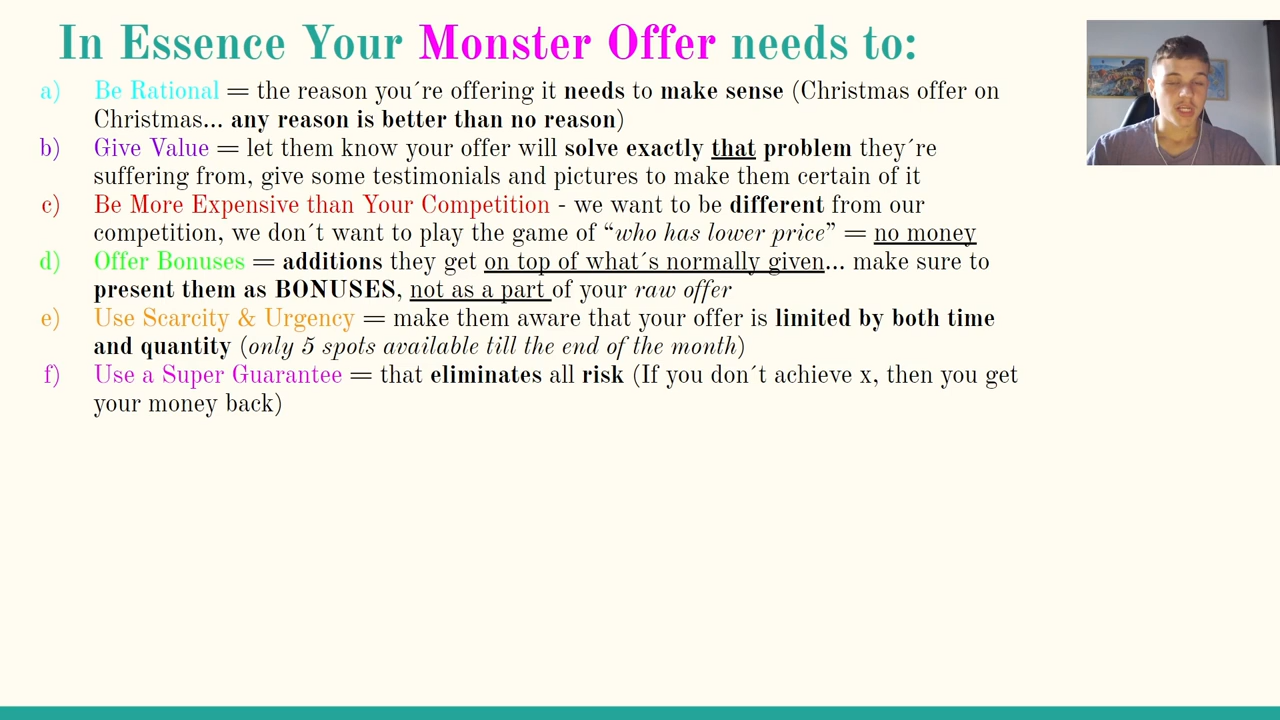 In Essence Your Monster Offer needs to:
a) Be Rational = the reason you´re offering it needs to make sense (Christmas offer on
Christmas... any reason is better than no reason)
b) Give Value = let them know your offer will solve exactly that problem they´re
suffering from, give some testimonials and pictures to make them certain of it
c) Be More Expensive than Your Competition - we want to be different from our
competition, we don´t want to play the game of “who has lower price” = no money
d) Offer Bonuses = additions they get on top of what´s normally given... make sure to
present them as BONUSES, not as a part of your raw offer
e) Use Scarcity & Urgency = make them aware that your offer is limited by both time
and quantity (only 5 spots available till the end of the month)
f) Use a Super Guarantee = that eliminates all risk (If you don´t achieve x, then you get
your money back)